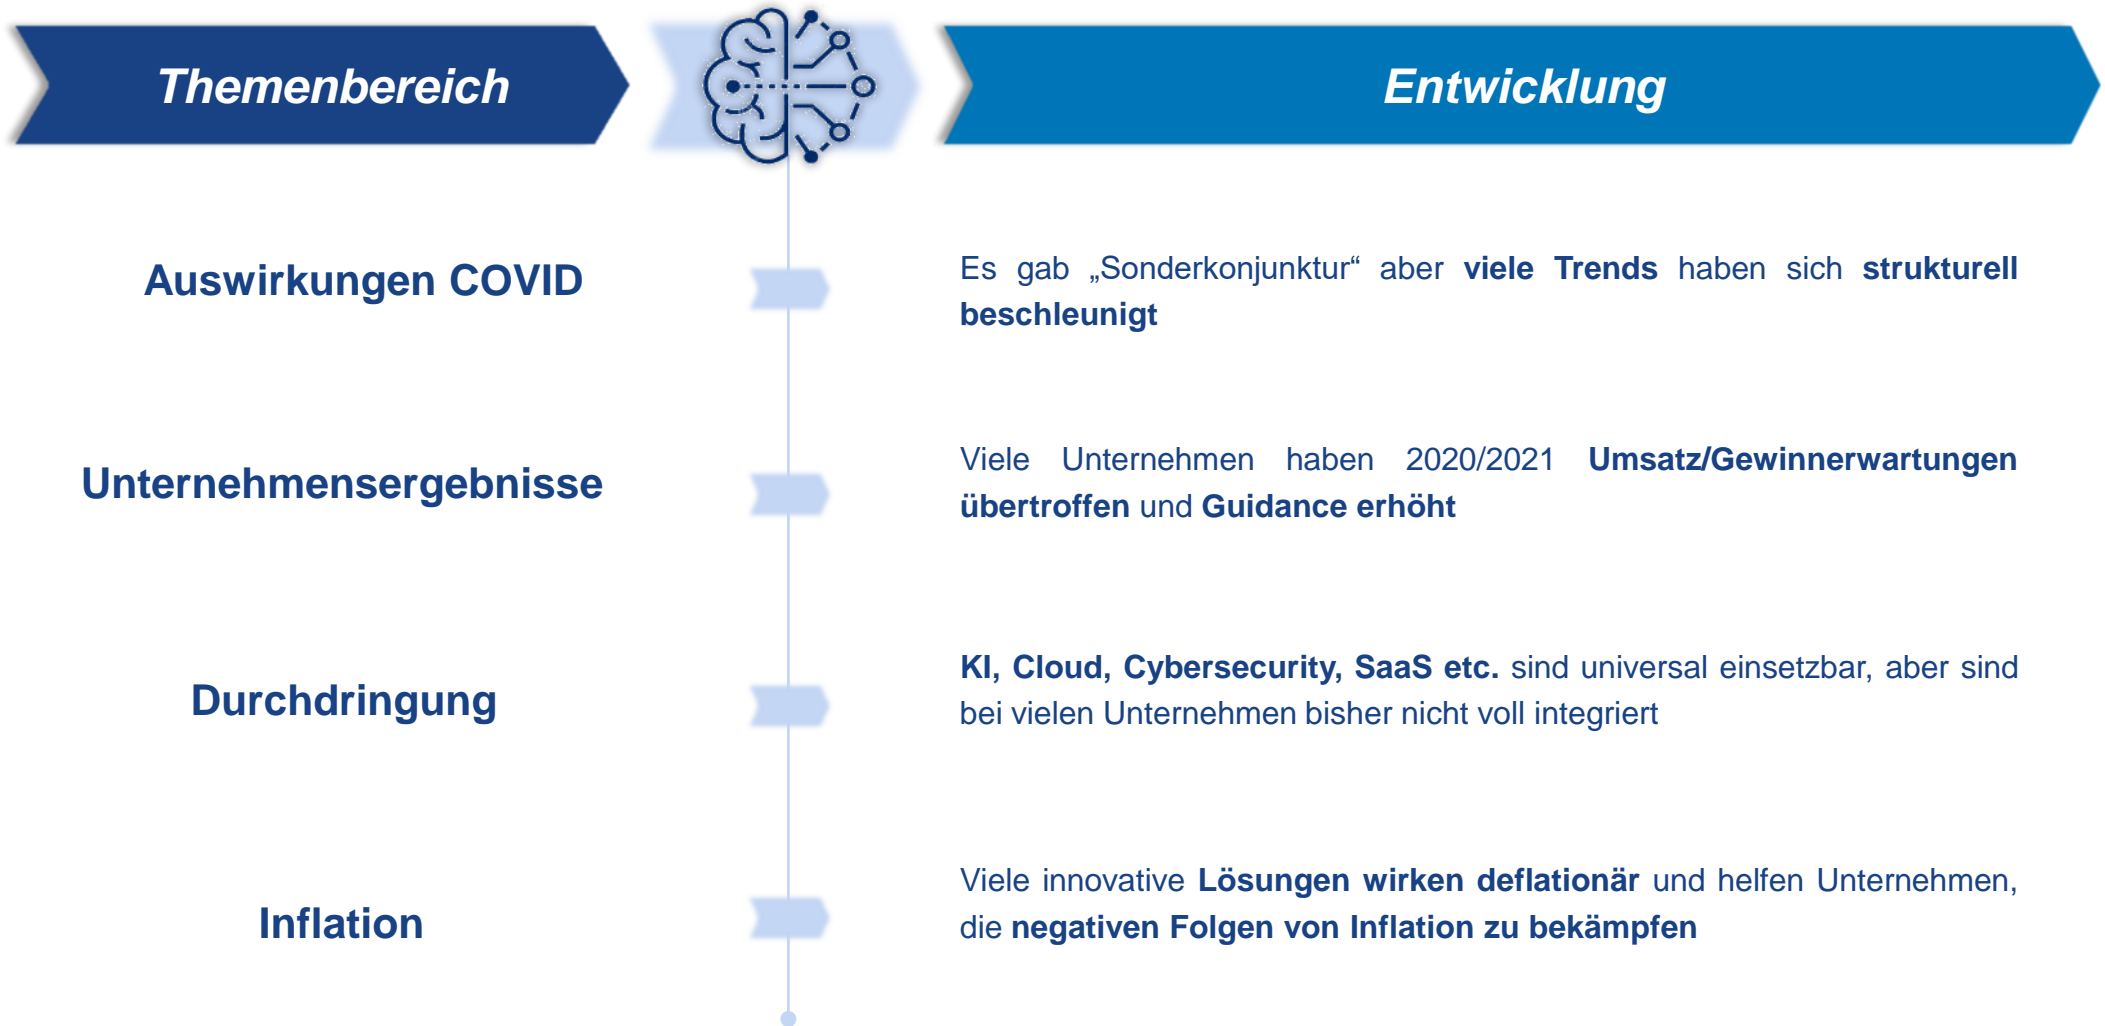 Themenbereich
Entwicklung
Auswirkungen COVID
Es gab „Sonderkonjunktur“ aber viele Trends haben sich strukturell
beschleunigt
Unternehmensergebnisse
Viele Unternehmen haben 2020/2021 Umsatz/Gewinnerwartungen
übertroffen und Guidance erhöht
Durchdringung
KI, Cloud, Cybersecurity, SaaS etc. sind universal einsetzbar, aber sind
bei vielen Unternehmen bisher nicht voll integriert
Inflation
Viele innovative Lösungen wirken deflationär und helfen Unternehmen,
die negativen Folgen von Inflation zu bekämpfen